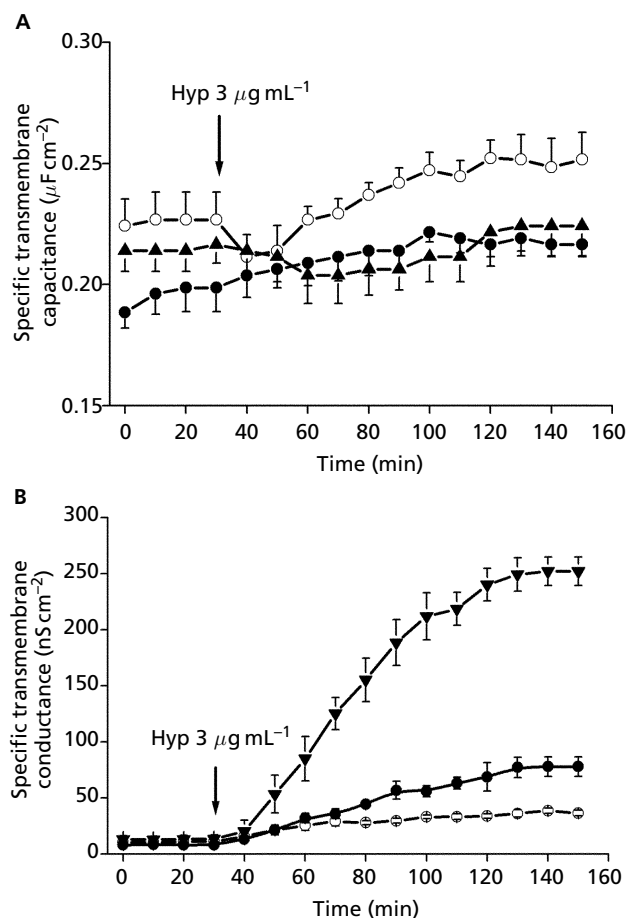 A
0.30
Hyp 3 μg mL⁻¹
0.25
0.20
0.15
Specific transmembrane
capacitance (μF cm⁻²)
0 20 40 60 80 100 120 140 160
Time (min)
B
300
250
200
150
Hyp 3 μg mL⁻¹
100
50
0
Specific transmembrane
conductance (nS cm⁻²)
0 20 40 60 80 100 120 140 160
Time (min)